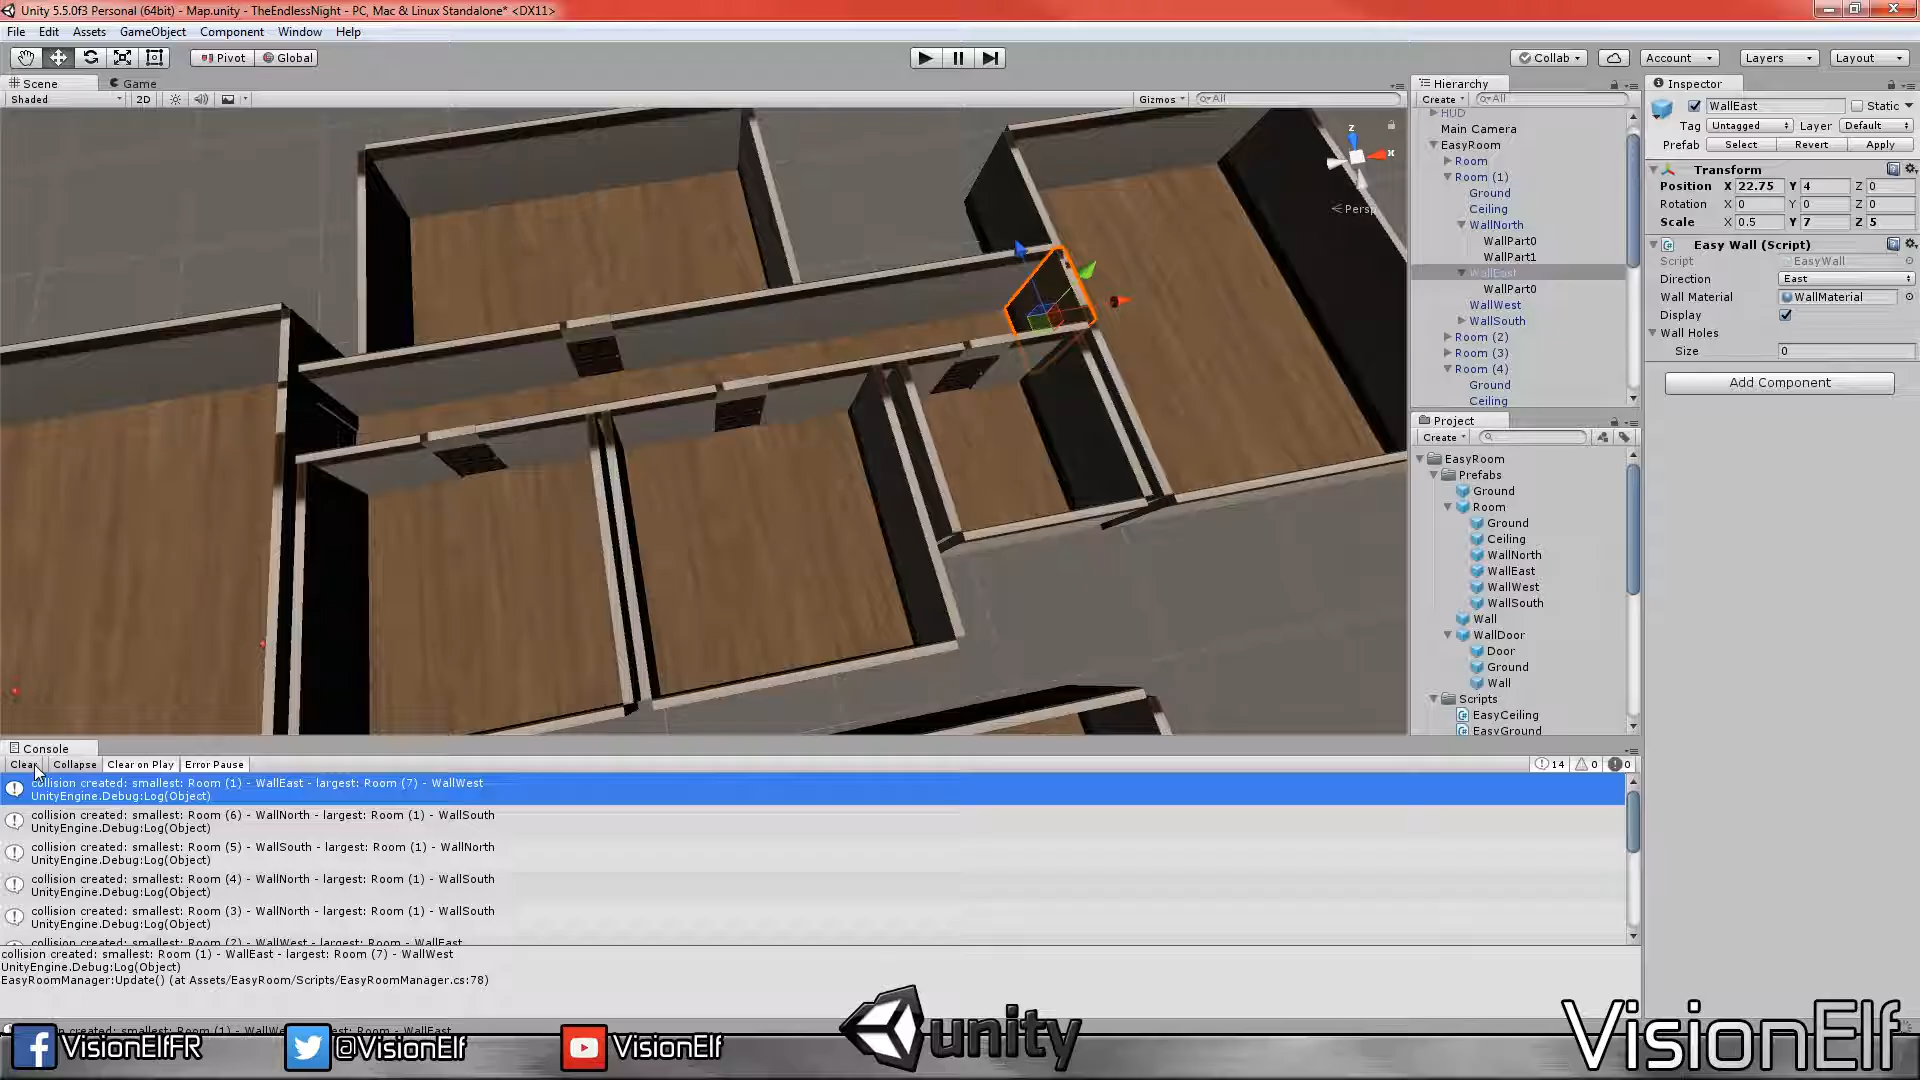 Unity 5.5.0f3 Personal (64bit) - Map.unity - TheEndlessNight - PC, Mac & Linux Standalone* <DX11>
File Edit Assets GameObject Component Window Help
Pivot Global Collab Account Layers Layout
Scene Game
Shaded 2D Gizmos All
z
x
Persp
Hierarchy
Create All
HUD
Main Camera
EasyRoom
Room
Room (1)
Ground
Ceiling
WallNorth
WallPart0
WallPart1
WallEast
WallPart0
WallWest
WallSouth
Room (2)
Room (3)
Room (4)
Ground
Ceiling
Project
Create
EasyRoom
Prefabs
Ground
Room
Ground
Ceiling
WallNorth
WallEast
WallWest
WallSouth
Wall
WallDoor
Door
Ground
Wall
Scripts
EasyCeiling
EasyGround
Inspector
WallEast Static
Tag Untagged Layer Default
Prefab Select Revert Apply
Transform
Position X 22.75 Y 4 Z 0
Rotation X 0 Y 0 Z 0
Scale X 0.5 Y 7 Z 5
Easy Wall (Script)
Script EasyWall
Direction East
Wall Material WallMaterial
Display
Wall Holes
Size 0
Add Component
Console
Clear Collapse Clear on Play Error Pause 14 0 0
collision created: smallest: Room (1) - WallEast - largest: Room (7) - WallWest
UnityEngine.Debug:Log(Object)
collision created: smallest: Room (6) - WallNorth - largest: Room (1) - WallSouth
UnityEngine.Debug:Log(Object)
collision created: smallest: Room (5) - WallSouth - largest: Room (1) - WallNorth
UnityEngine.Debug:Log(Object)
collision created: smallest: Room (4) - WallNorth - largest: Room (1) - WallSouth
UnityEngine.Debug:Log(Object)
collision created: smallest: Room (3) - WallNorth - largest: Room (1) - WallSouth
UnityEngine.Debug:Log(Object)
collision created: smallest: Room (2) - WallWest - largest: Room - WallEast
collision created: smallest: Room (1) - WallEast - largest: Room (7) - WallWest
UnityEngine.Debug:Log(Object)
EasyRoomManager:Update() (at Assets/EasyRoom/Scripts/EasyRoomManager.cs:78)
VisionElfFR @VisionElf VisionElf unity VisionElf